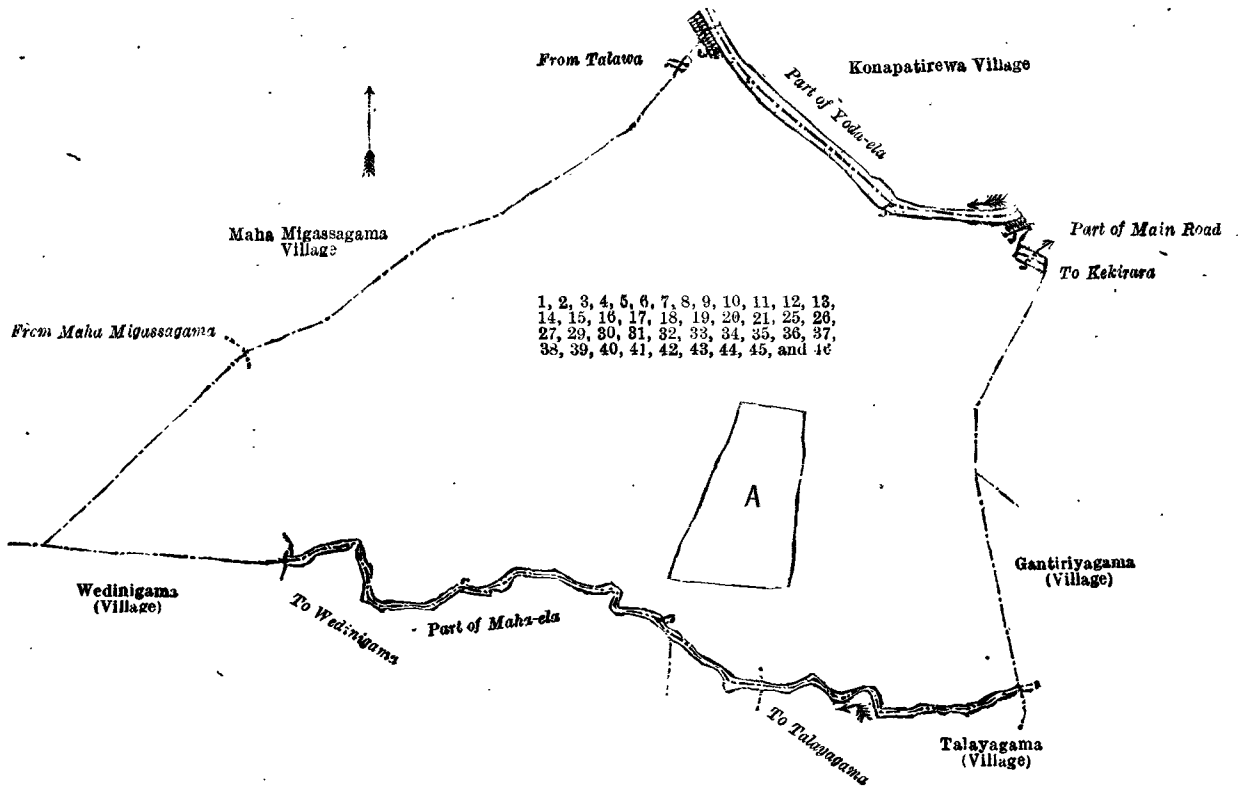 From Talawa
Konapatirewa Village
Part of Yoda-ela
Maha Migassagama
Village
Part of Main Road
To Kekirara
1, 2, 3, 4, 5, 6, 7, 8, 9, 10, 11, 12, 13,
14, 15, 16, 17, 18, 19, 20, 21, 25, 26,
27, 29, 30, 31, 32, 33, 34, 35, 36, 37,
38, 39, 40, 41, 42, 43, 44, 45, and 46
From Maha Migassagama
A
Wedinigama
(Village)
To Wedinigama
Part of Maha-ela
Gantiriyagama
(Village)
To Talayagama
Talayagama
(Village)